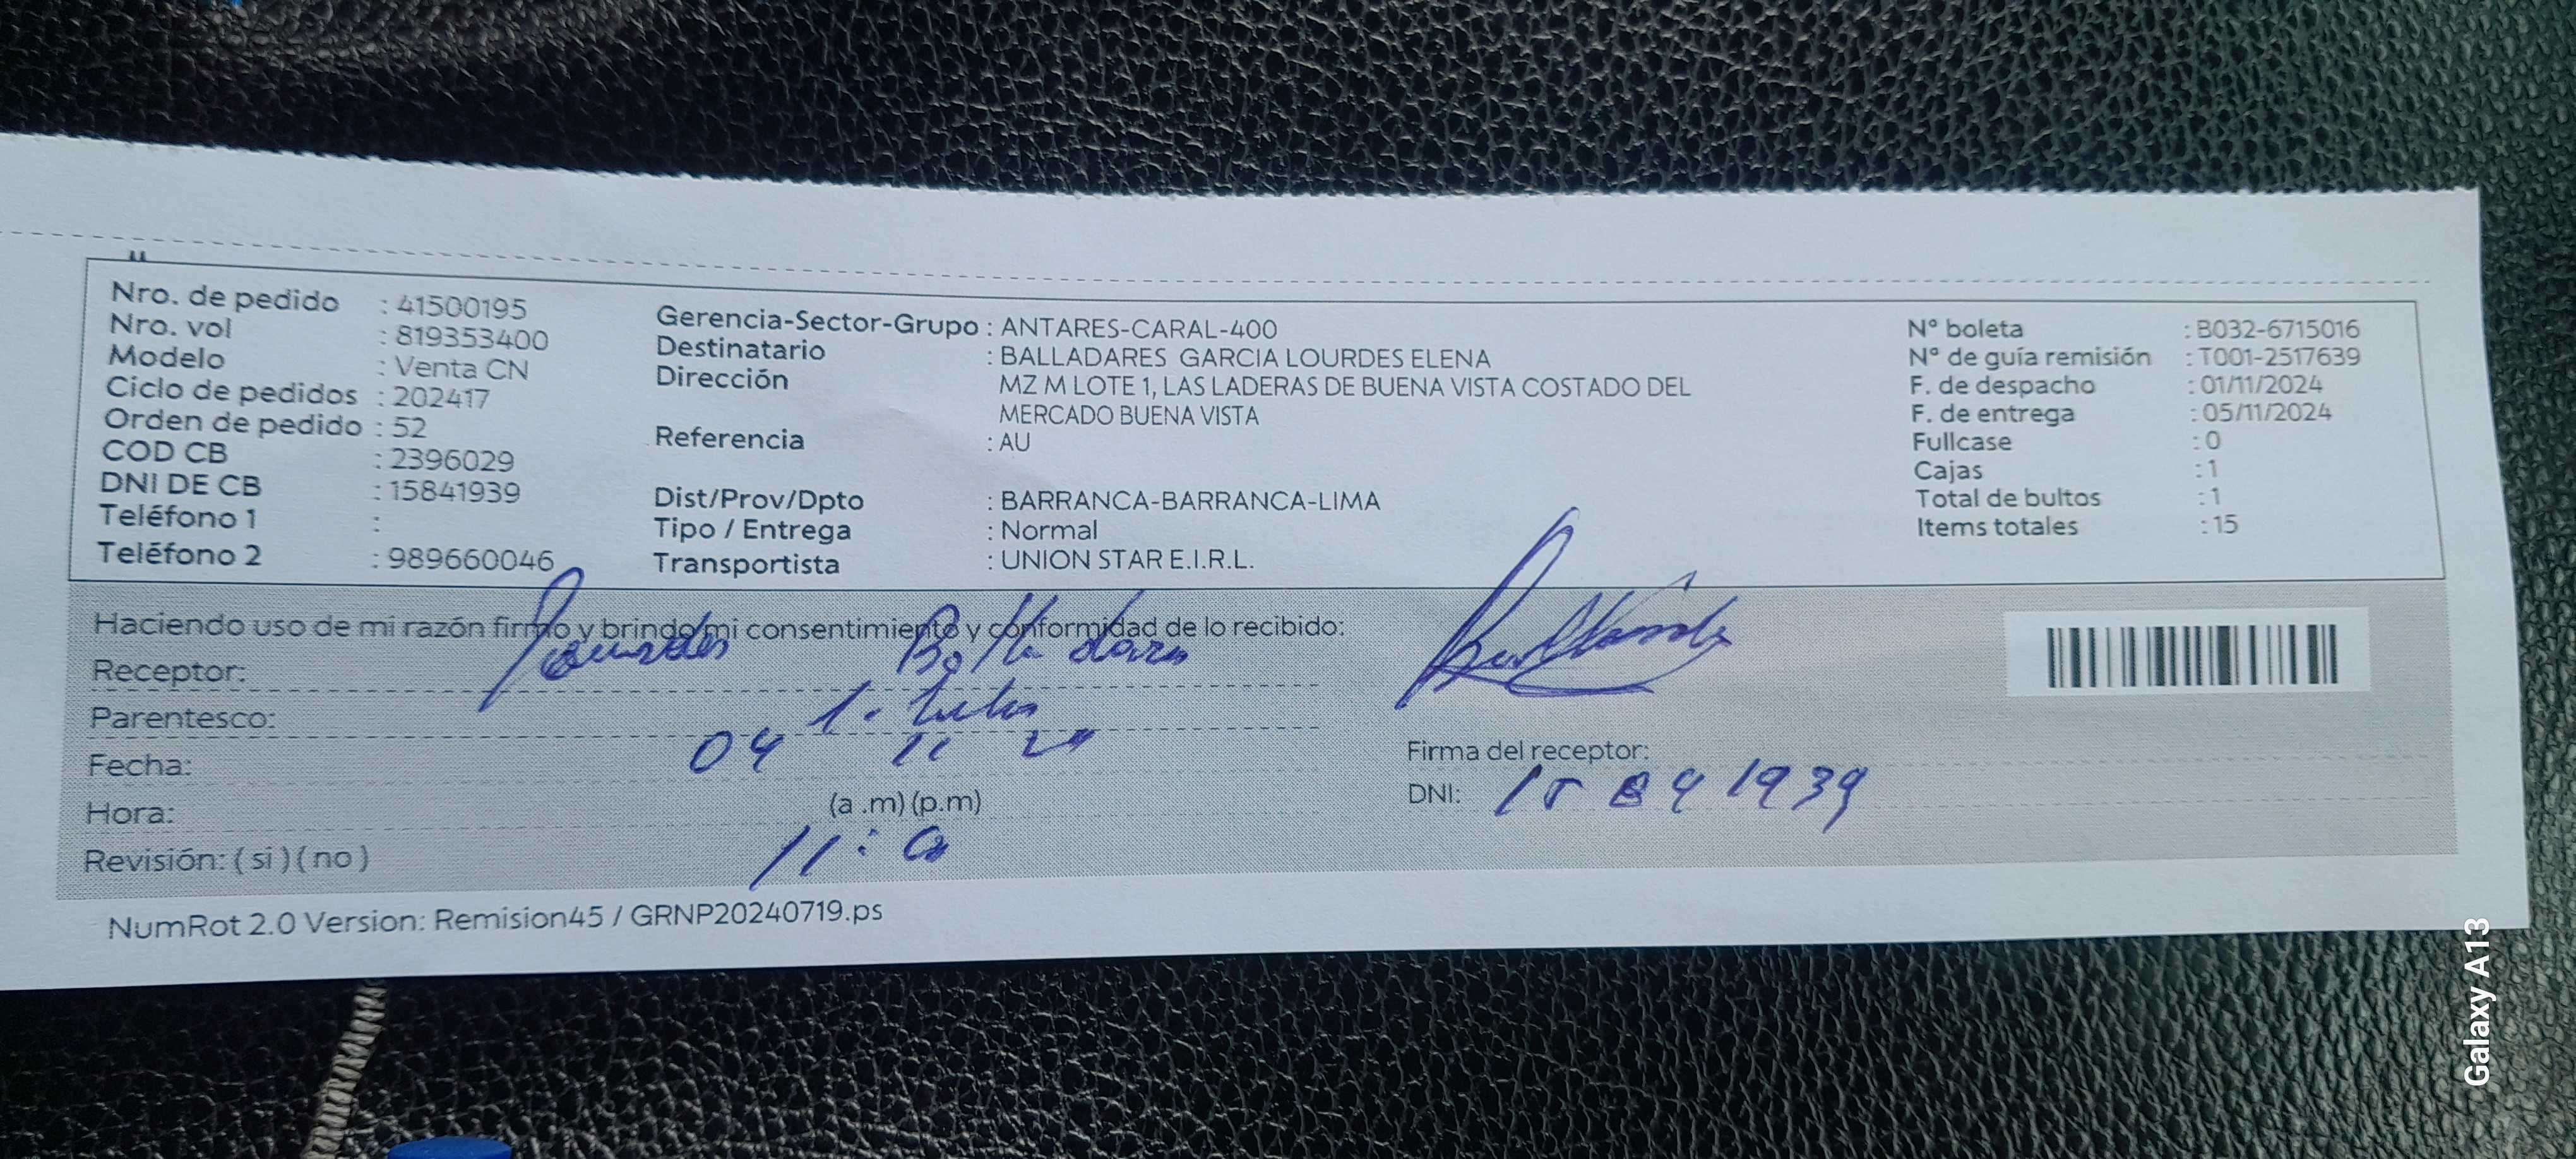 Nro. de pedido : 41500195
Nro. vol : 819353400
Modelo : Venta CN
Ciclo de pedidos : 202417
Orden de pedido : 52
COD CB : 2396029
DNI DE CB : 15841939
Teléfono 1 :
Teléfono 2 : 989660046
Gerencia-Sector-Grupo : ANTARES-CARAL-400
Destinatario : BALLADARES GARCIA LOURDES ELENA
Dirección MZ M LOTE 1, LAS LADERAS DE BUENA VISTA COSTADO DEL
MERCADO BUENA VISTA
Referencia : AU
Dist/Prov/Dpto : BARRANCA-BARRANCA-LIMA
Tipo / Entrega : Normal
Transportista : UNION STAR E.I.R.L.
N° boleta : B032-6715016
N° de guía remisión : T001-2517639
F. de despacho : 01/11/2024
F. de entrega : 05/11/2024
Fullcase : 0
Cajas : 1
Total de bultos : 1
Items totales : 15
Haciendo uso de mi razón firmo y brindo mi consentimiento y conformidad de lo recibido:
Receptor: Lourdes Balladares
Parentesco: Titular
Fecha: 04 11 24
Hora: (a .m) (p.m)
11:
Revisión: ( si ) ( no )
Firma del receptor:
DNI: 15841939
NumRot 2.0 Version: Remision45 / GRNP20240719.ps
Galaxy A13